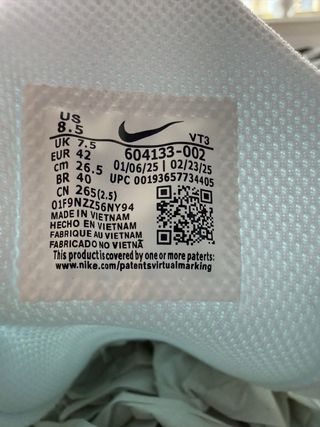 US
8.5
VT3
UK 7.5
604133-002
EUR 42
01/06/25 | 02/23/25
cm 26.5
UPC 00193657734405
BR 40
CN 265(2.5)
01F9NZZ56NY94
MADE IN VIETNAM
HECHO EN VIETNAM
FABRIQUE AU VIETNAM
FABRICADO NO VIETNÃ
This product is covered by one or more patents:
www.nike.com/patentsvirtualmarking